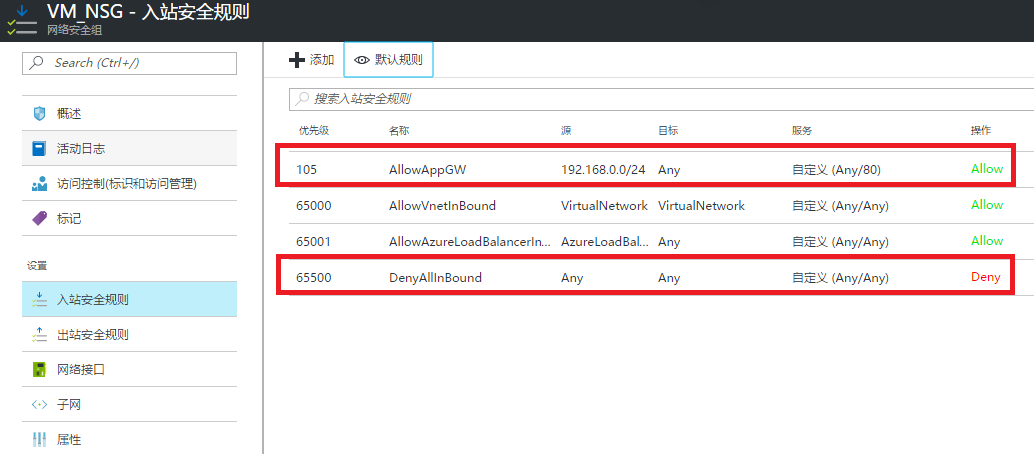 VM_NSG - 入站安全规则
网络安全组
Search (Ctrl+/)
概述
活动日志
访问控制(标识和访问管理)
标记
设置
入站安全规则
出站安全规则
网络接口
子网
属性
添加 默认规则
搜索入站安全规则
优先级 名称 源 目标 服务 操作
105 AllowAppGW 192.168.0.0/24 Any 自定义 (Any/80) Allow
65000 AllowVnetInBound VirtualNetwork VirtualNetwork 自定义 (Any/Any) Allow
65001 AllowAzureLoadBalancerIn... AzureLoadBal... Any 自定义 (Any/Any) Allow
65500 DenyAllInBound Any Any 自定义 (Any/Any) Deny